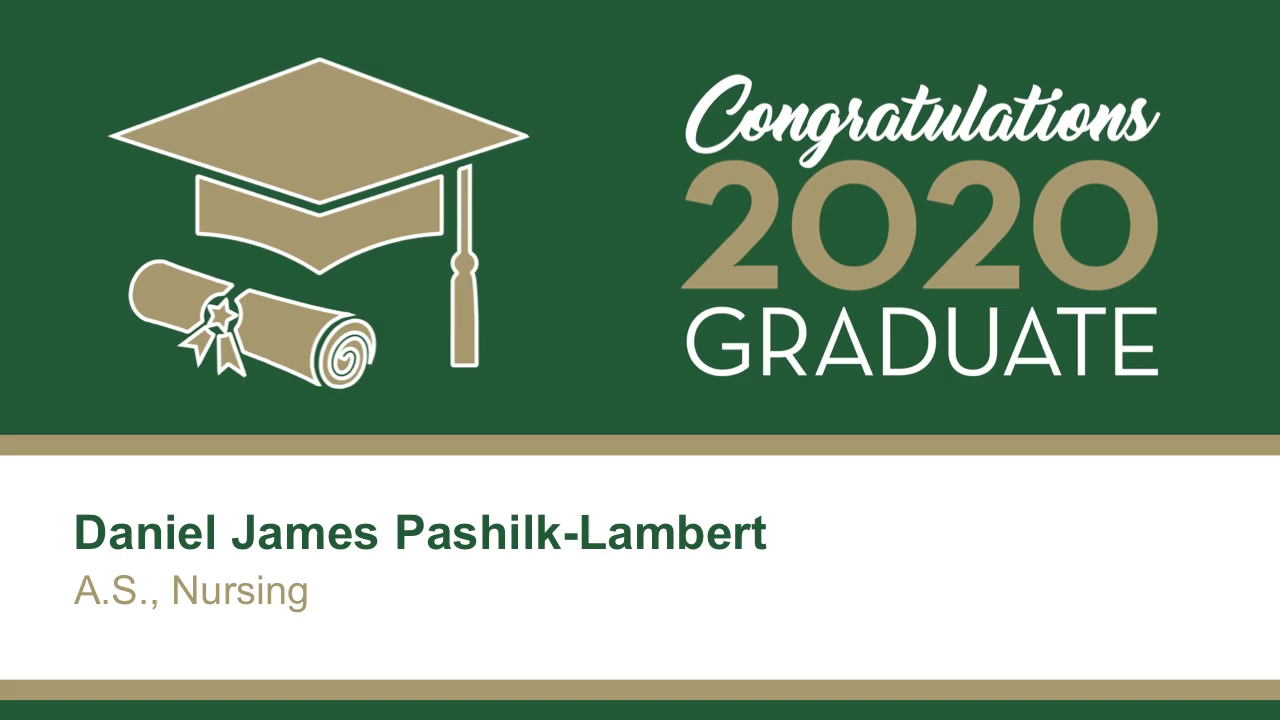 Congratulations
2020
GRADUATE
Daniel James Pashilk-Lambert
A.S., Nursing